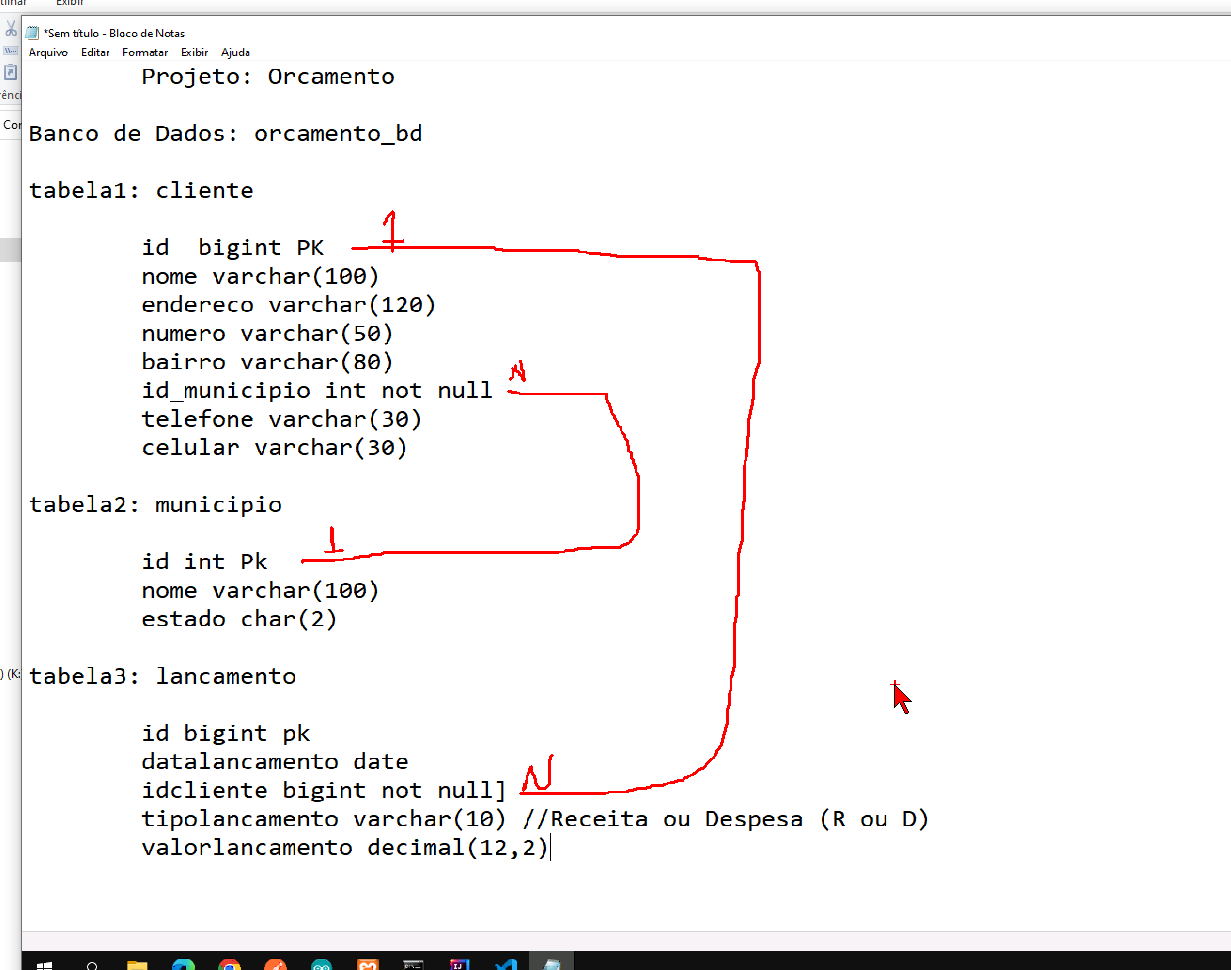 Exibir
*Sem título - Bloco de Notas
Arquivo Editar Formatar Exibir Ajuda
Projeto: Orcamento
Banco de Dados: orcamento_bd
tabela1: cliente
1
id bigint PK
nome varchar(100)
endereco varchar(120)
numero varchar(50)
bairro varchar(80)
N
id_municipio int not null
telefone varchar(30)
celular varchar(30)
tabela2: municipio
1
id int Pk
nome varchar(100)
estado char(2)
) (K:
tabela3: lancamento
id bigint pk
datalancamento date
N
idcliente bigint not null]
tipolancamento varchar(10) //Receita ou Despesa (R ou D)
valorlancamento decimal(12,2)